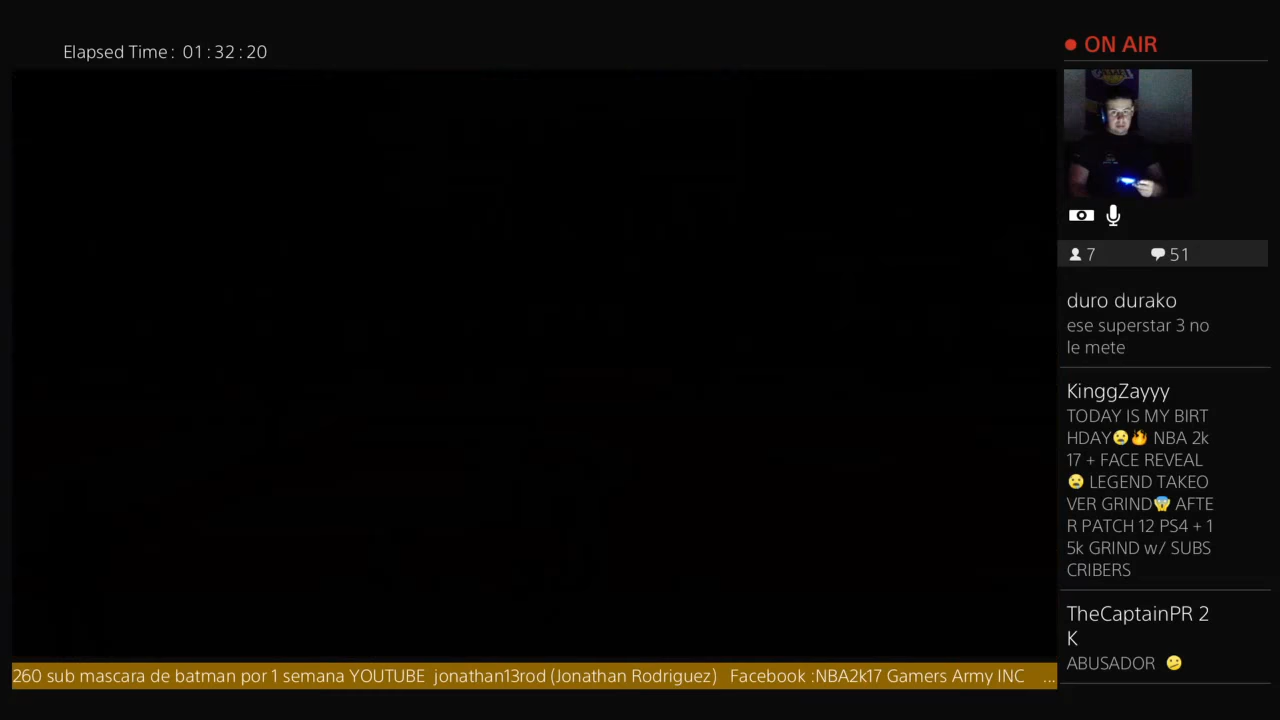 Elapsed Time: 01:32:20
ON AIR
7 51
duro durako
ese superstar 3 no
le mete
KinggZayyy
TODAY IS MY BIRT
HDAY😦🔥 NBA 2k
17 + FACE REVEAL
😦 LEGEND TAKEO
VER GRIND😱 AFTE
R PATCH 12 PS4 + 1
5k GRIND w/ SUBS
CRIBERS
TheCaptainPR 2
K
ABUSADOR 🤔
260 sub mascara de batman por 1 semana YOUTUBE jonathan13rod (Jonathan Rodriguez) Facebook :NBA2k17 Gamers Army INC ...